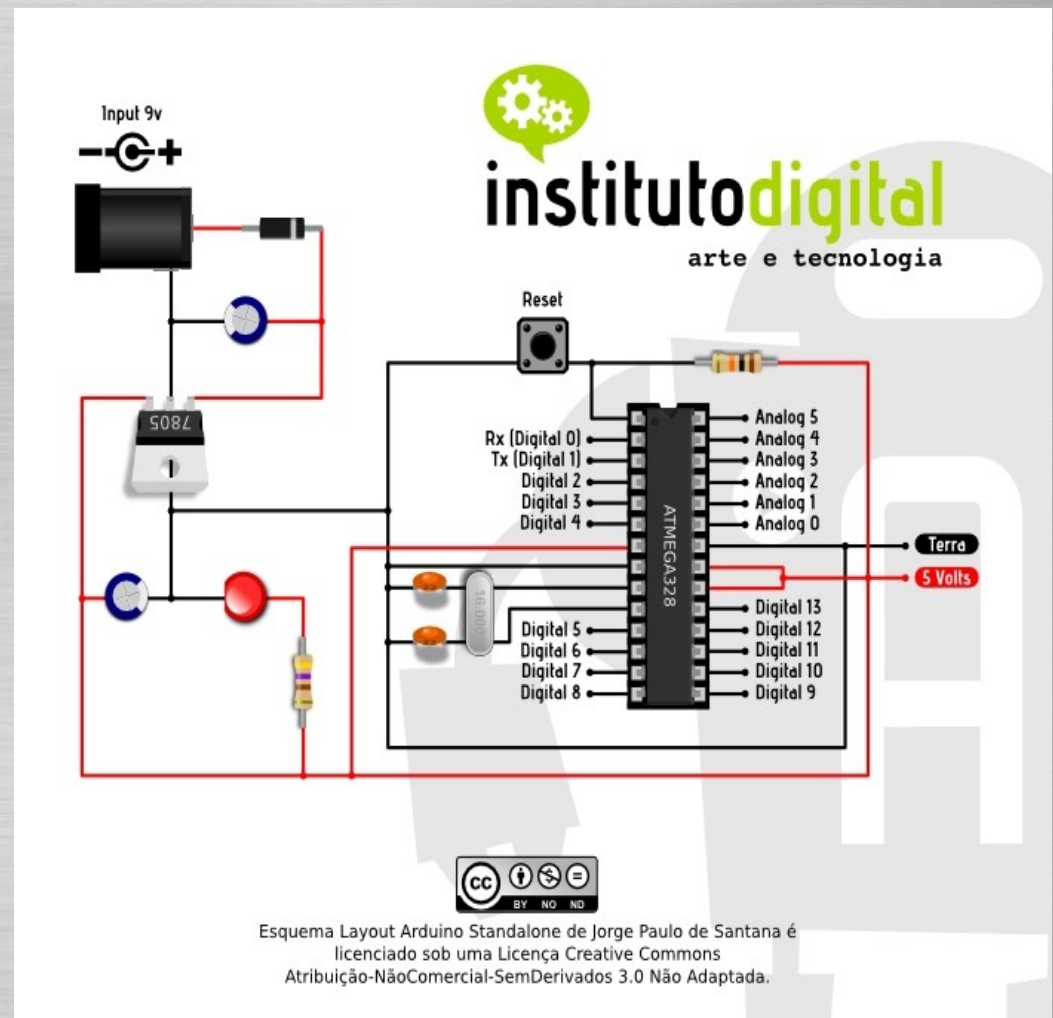 Input 9v
institutodigital
arte e tecnologia
7805
Reset
Rx (Digital 0)
Tx (Digital 1)
Digital 2
Digital 3
Digital 4
Analog 5
Analog 4
Analog 3
Analog 2
Analog 1
Analog 0
ATMEGA328
Terra
5 Volts
16.000
Digital 5
Digital 6
Digital 7
Digital 8
Digital 13
Digital 12
Digital 11
Digital 10
Digital 9
cc
BY NO ND
Esquema Layout Arduino Standalone de Jorge Paulo de Santana é
licenciado sob uma Licença Creative Commons
Atribuição-NãoComercial-SemDerivados 3.0 Não Adaptada.